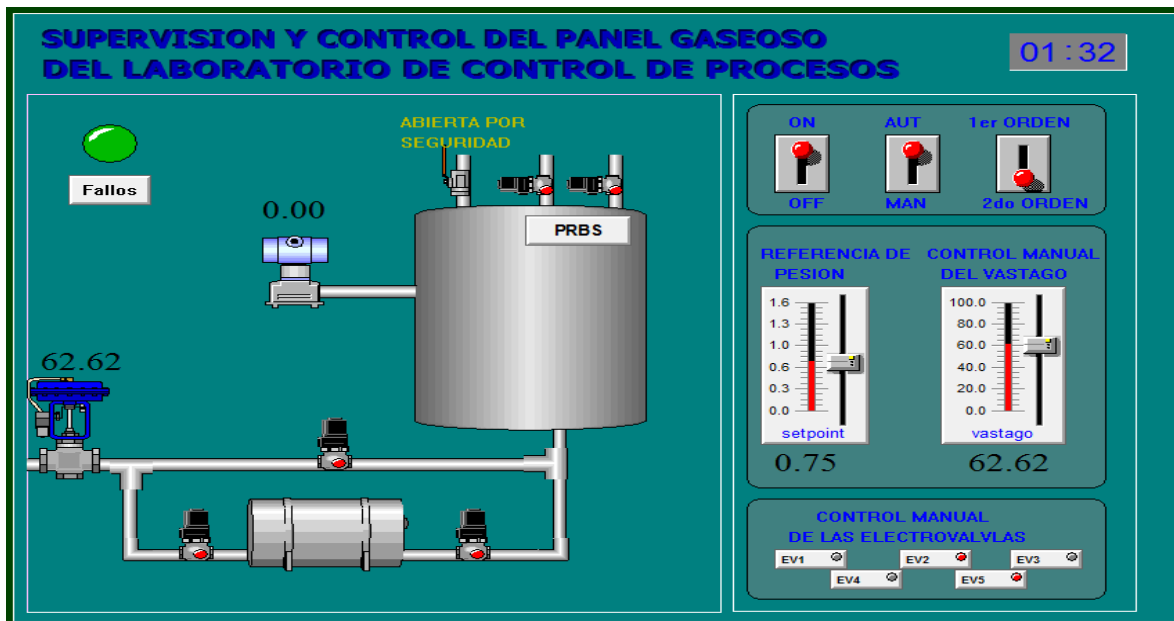 SUPERVISION Y CONTROL DEL PANEL GASEOSO
DEL LABORATORIO DE CONTROL DE PROCESOS
01:32
ABIERTA POR
SEGURIDAD
Fallos
0.00
PRBS
62.62
ON
AUT
1er ORDEN
OFF
MAN
2do ORDEN
REFERENCIA DE
PESION
1.6
1.3
1.0
0.6
0.3
0.0
setpoint
0.75
CONTROL MANUAL
DEL VASTAGO
100.0
80.0
60.0
40.0
20.0
0.0
vastago
62.62
CONTROL MANUAL
DE LAS ELECTROVALVLAS
EV1
EV2
EV3
EV4
EV5